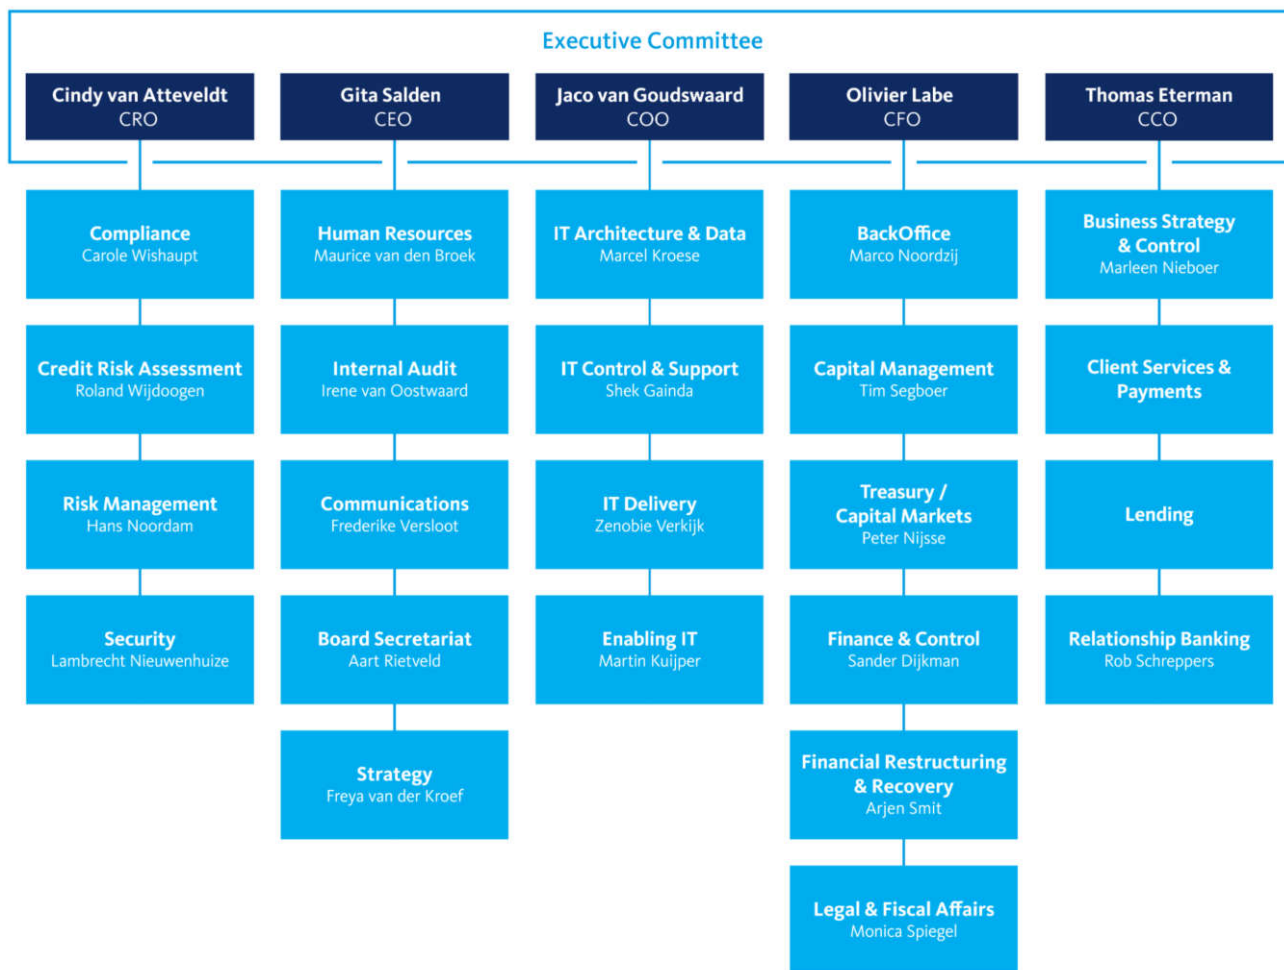 Executive Committee
Cindy van Atteveldt
CRO
Gita Salden
CEO
Jaco van Goudswaard
COO
Olivier Labe
CFO
Thomas Eterman
CCO
Compliance
Carole Wishaupt
Human Resources
Maurice van den Broek
IT Architecture & Data
Marcel Kroese
BackOffice
Marco Noordzij
Business Strategy
& Control
Marleen Nieboer
Credit Risk Assessment
Roland Wijdoogen
Internal Audit
Irene van Oostwaard
IT Control & Support
Shek Gainda
Capital Management
Tim Segboer
Client Services &
Payments
Risk Management
Hans Noordam
Communications
Frederike Versloot
IT Delivery
Zenobie Verkijk
Treasury /
Capital Markets
Peter Nijsse
Lending
Security
Lambrecht Nieuwenhuize
Board Secretariat
Aart Rietveld
Enabling IT
Martin Kuijper
Finance & Control
Sander Dijkman
Relationship Banking
Rob Schreppers
Strategy
Freya van der Kroef
Financial Restructuring
& Recovery
Arjen Smit
Legal & Fiscal Affairs
Monica Spiegel